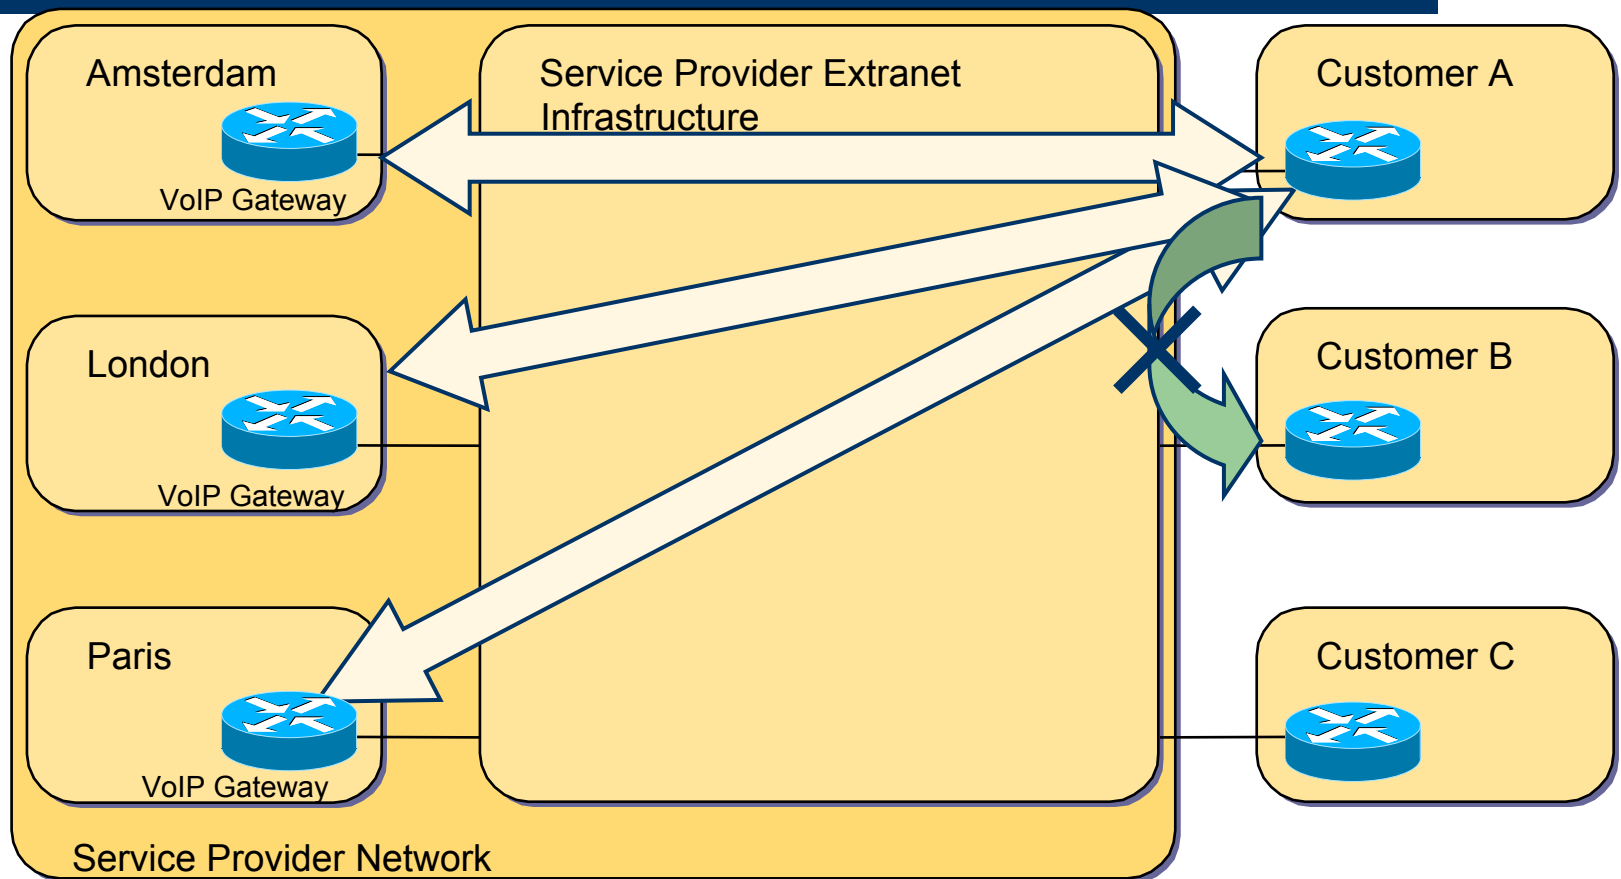 Amsterdam
VoIP Gateway
Service Provider Extranet
Infrastructure
Customer A
London
VoIP Gateway
Customer B
Paris
VoIP Gateway
Customer C
Service Provider Network